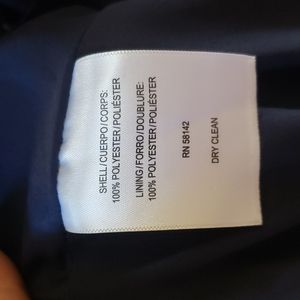 SHELL/CUERPO/CORPS:
100% POLYESTER/POLIÉSTER
LINING/FORRO/DOUBLURE:
100% POLYESTER/POLIÉSTER
RN 58142
DRY CLEAN